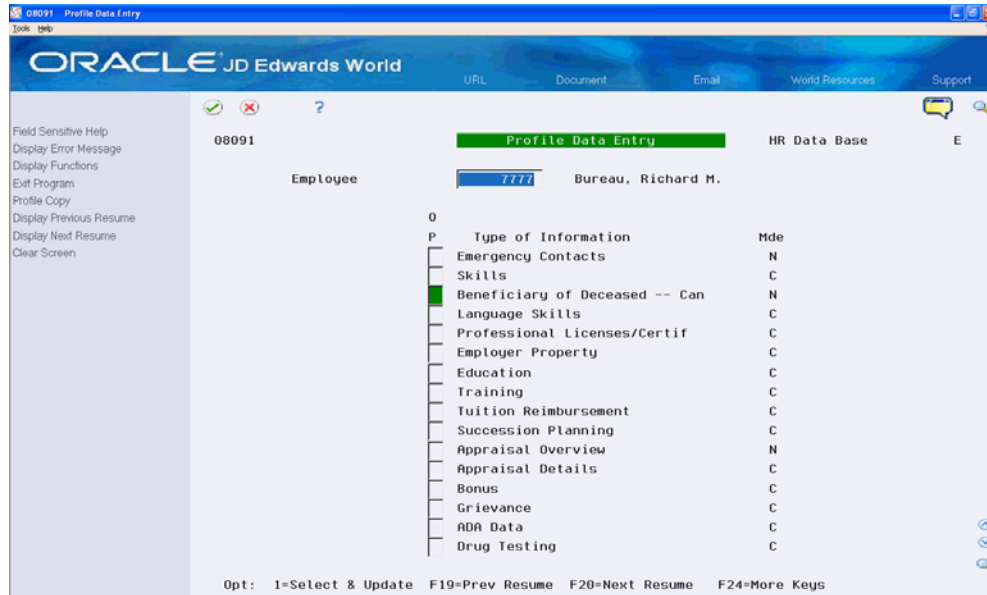 08091 Profile Data Entry
Tools Help
ORACLE JD Edwards World
URL Document Email World Resources Support
?
Field Sensitive Help
Display Error Message
Display Functions
Exit Program
Profile Copy
Display Previous Resume
Display Next Resume
Clear Screen
08091 Profile Data Entry HR Data Base E
Employee 7777 Bureau, Richard M.
O
P Type of Information Mde
Emergency Contacts N
Skills C
Beneficiary of Deceased -- Can N
Language Skills C
Professional Licenses/Certif C
Employer Property C
Education C
Training C
Tuition Reimbursement C
Succession Planning C
Appraisal Overview N
Appraisal Details C
Bonus C
Grievance C
ADA Data C
Drug Testing C
Opt: 1=Select & Update F19=Prev Resume F20=Next Resume F24=More Keys